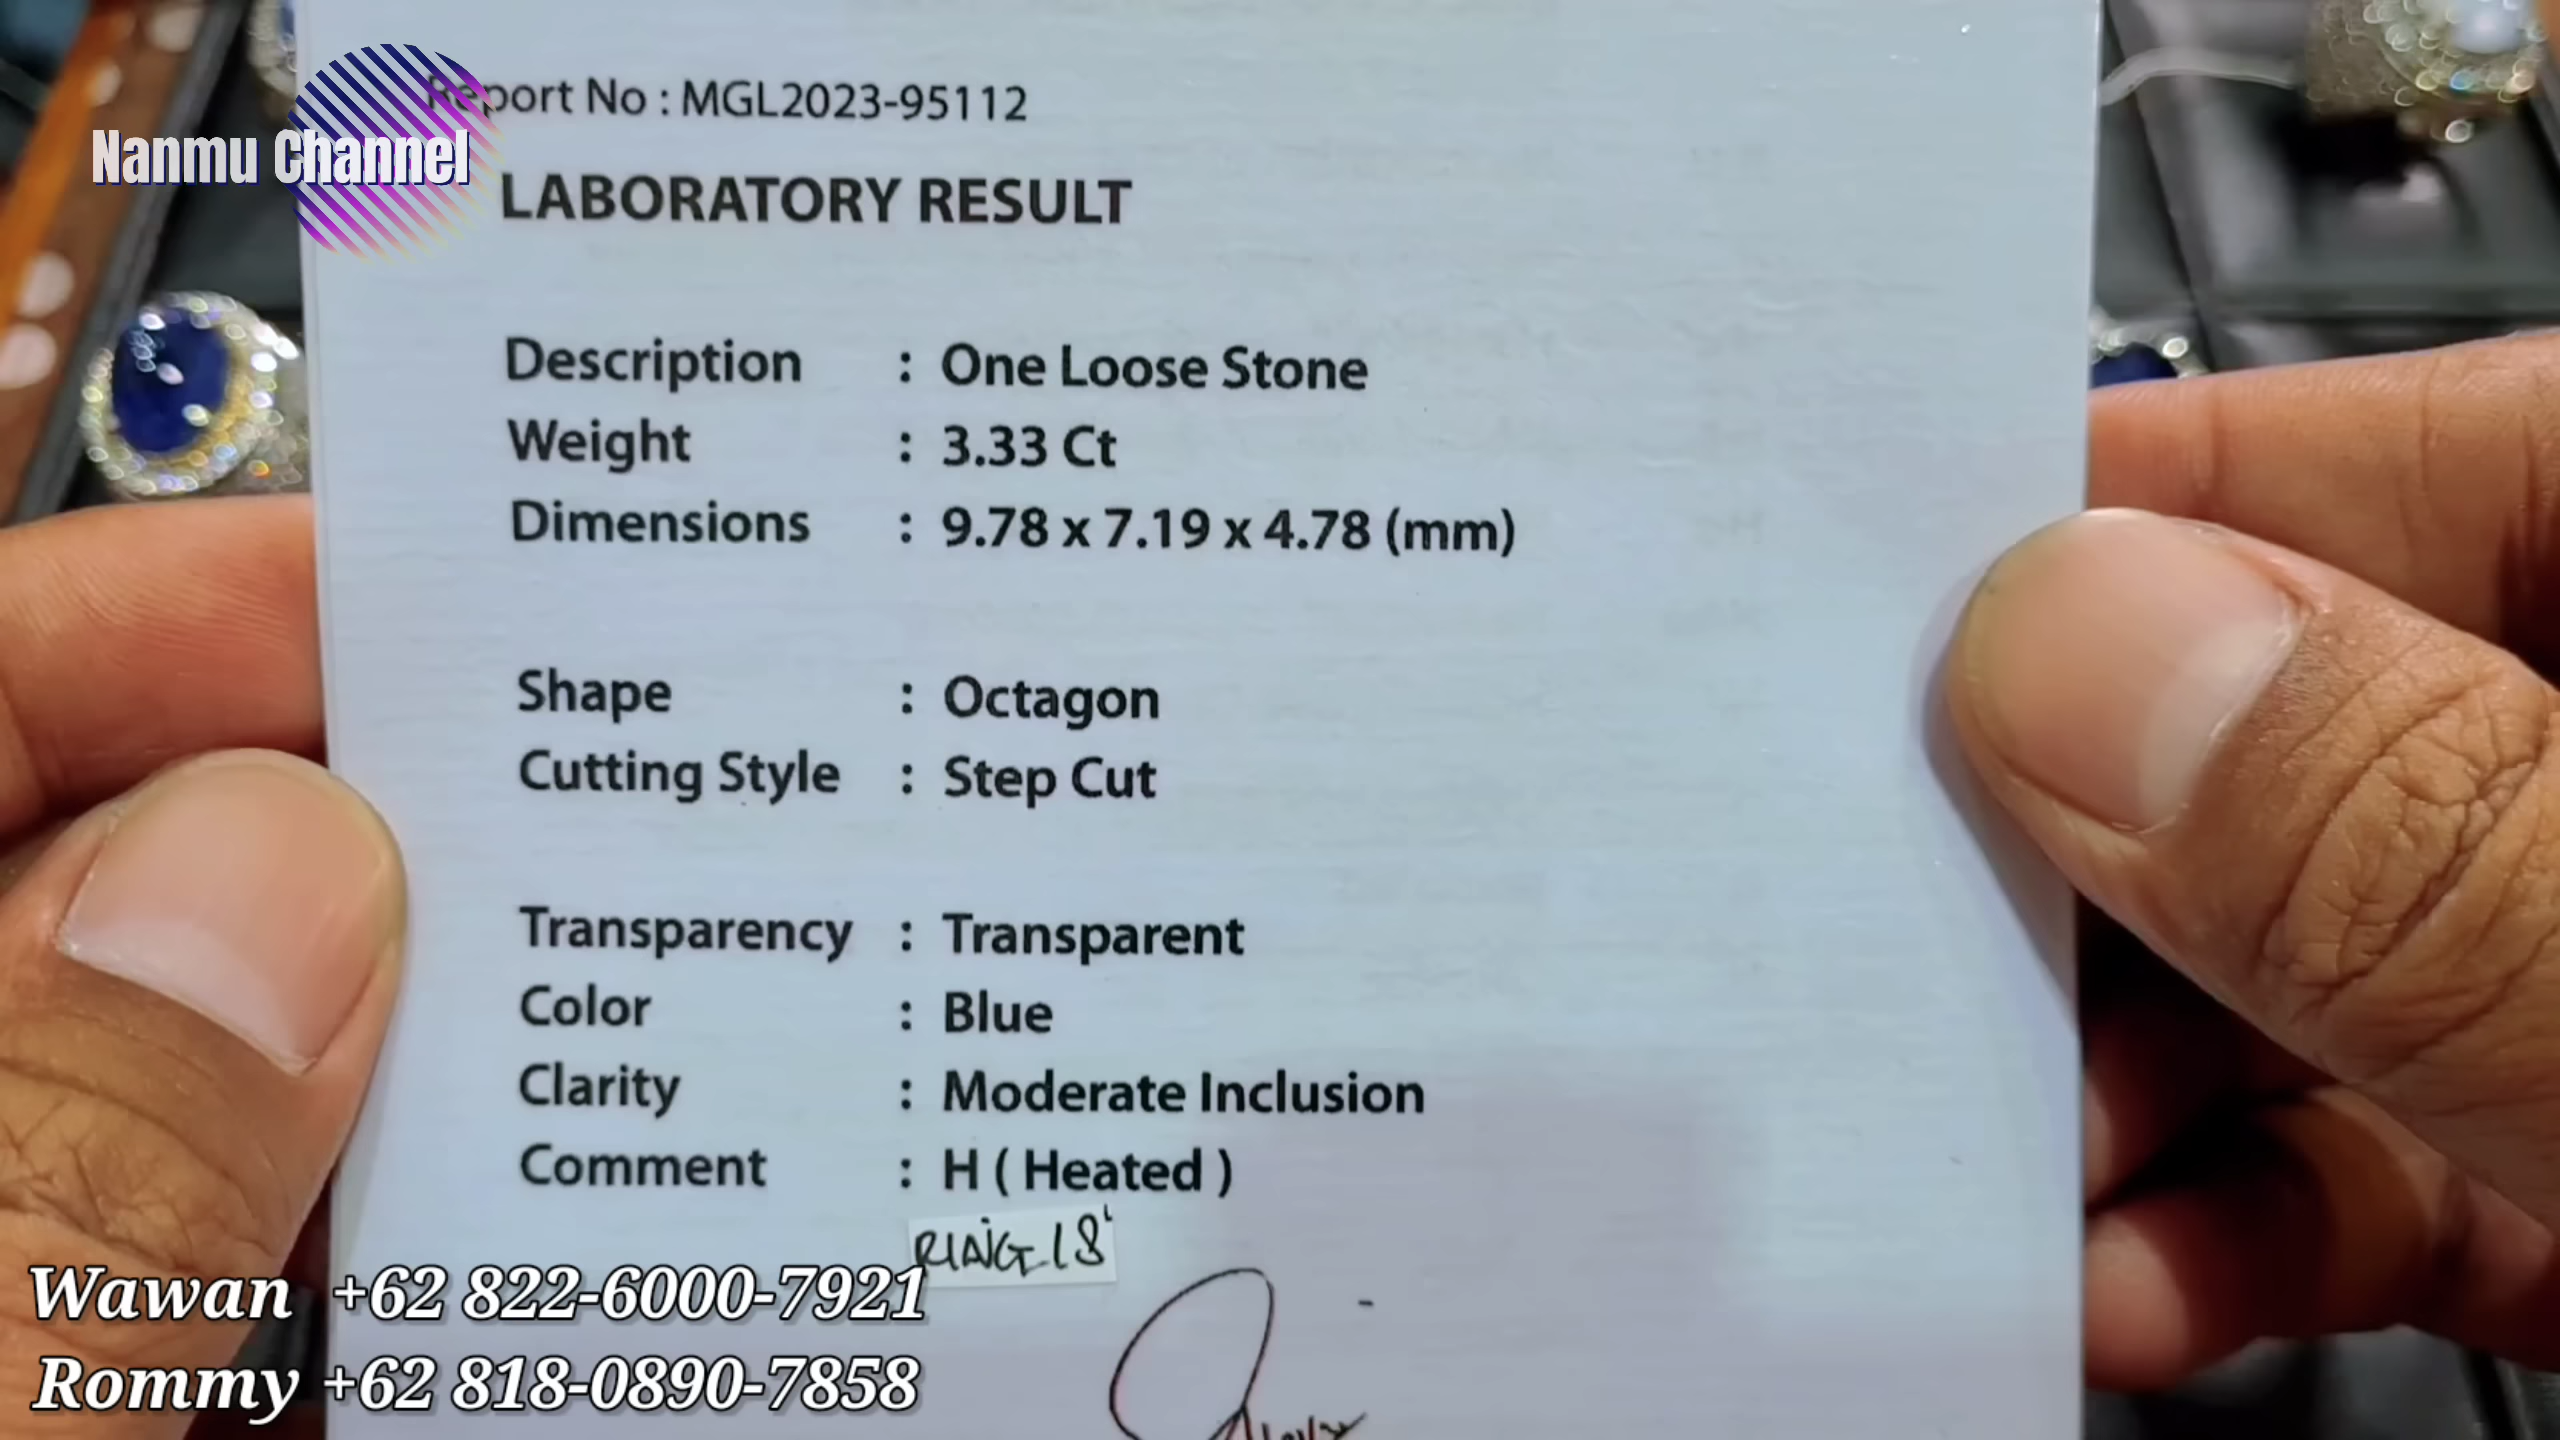 Report No : MGL2023-95112
Nanmu Channel
LABORATORY RESULT
Description : One Loose Stone
Weight : 3.33 Ct
Dimensions : 9.78 x 7.19 x 4.78 (mm)
Shape : Octagon
Cutting Style : Step Cut
Transparency : Transparent
Color : Blue
Clarity : Moderate Inclusion
Comment : H ( Heated )
RING 18'
Wawan +62 822-6000-7921
Rommy +62 818-0890-7858